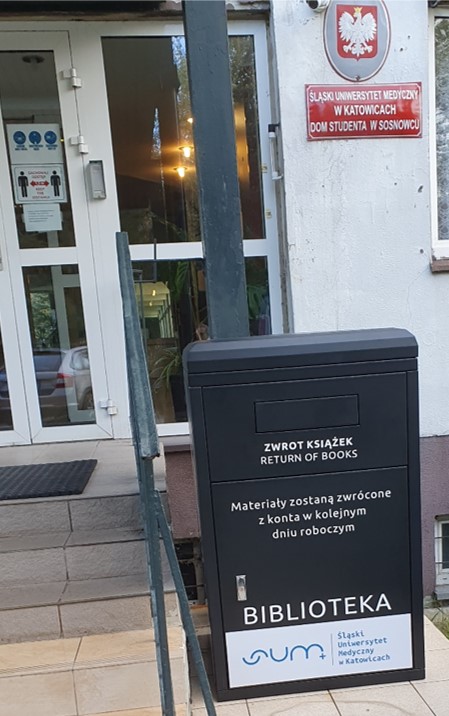 ŚLĄSKI UNIWERSYTET MEDYCZNY
W KATOWICACH
DOM STUDENTA W SOSNOWCU
ZWROT KSIĄŻEK
RETURN OF BOOKS
Materiały zostaną zwrócone
z konta w kolejnym
dniu roboczym
BIBLIOTEKA
SUM
Śląski
Uniwersytet
Medyczny
w Katowicach